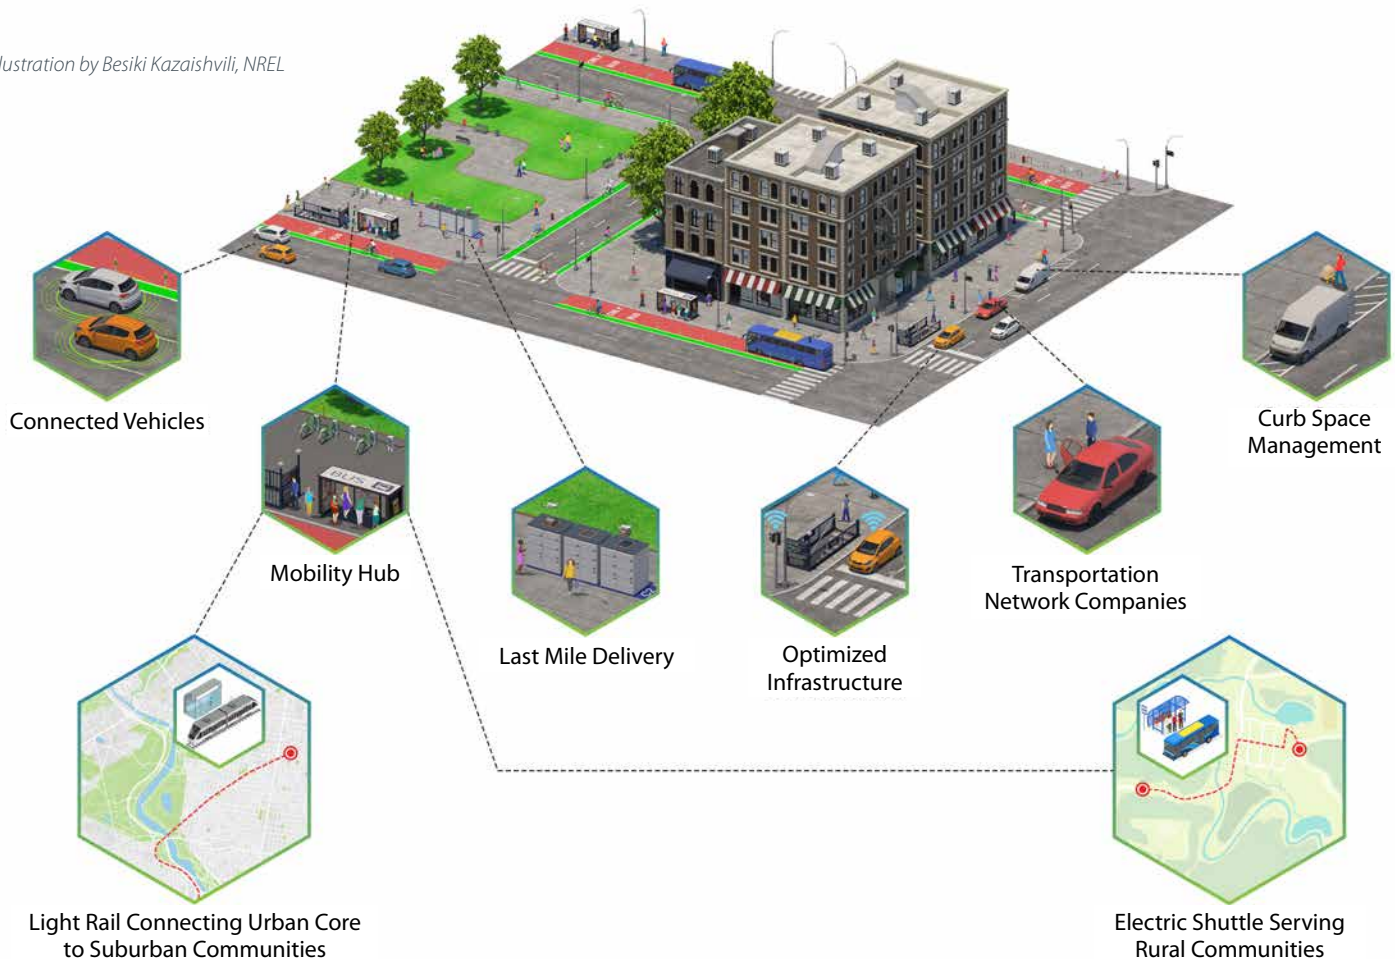 lustration by Besiki Kazaishvili, NREL
Connected Vehicles
Curb Space
Management
BUS
Mobility Hub
Transportation
Network Companies
Last Mile Delivery
Optimized
Infrastructure
Light Rail Connecting Urban Core
to Suburban Communities
Electric Shuttle Serving
Rural Communities